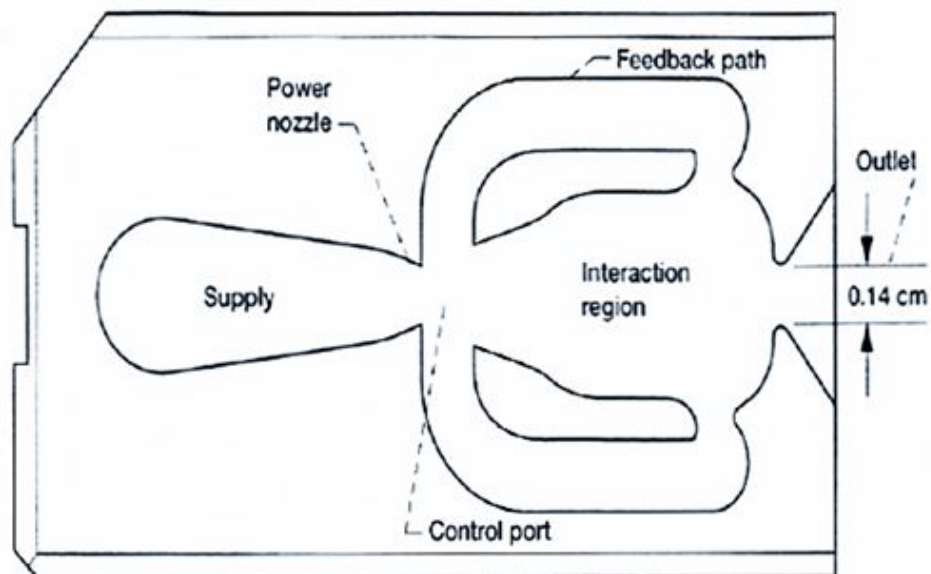 Feedback path
Power
nozzle
Outlet
Supply
Interaction
region
0.14 cm
Control port